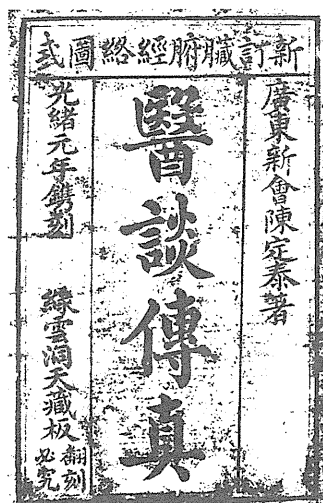 新訂臟腑經絡圖式
廣東新會陳定泰著
醫談傳真
光緒元年鐫刻 綠雲洞天藏板
翻刻
必究